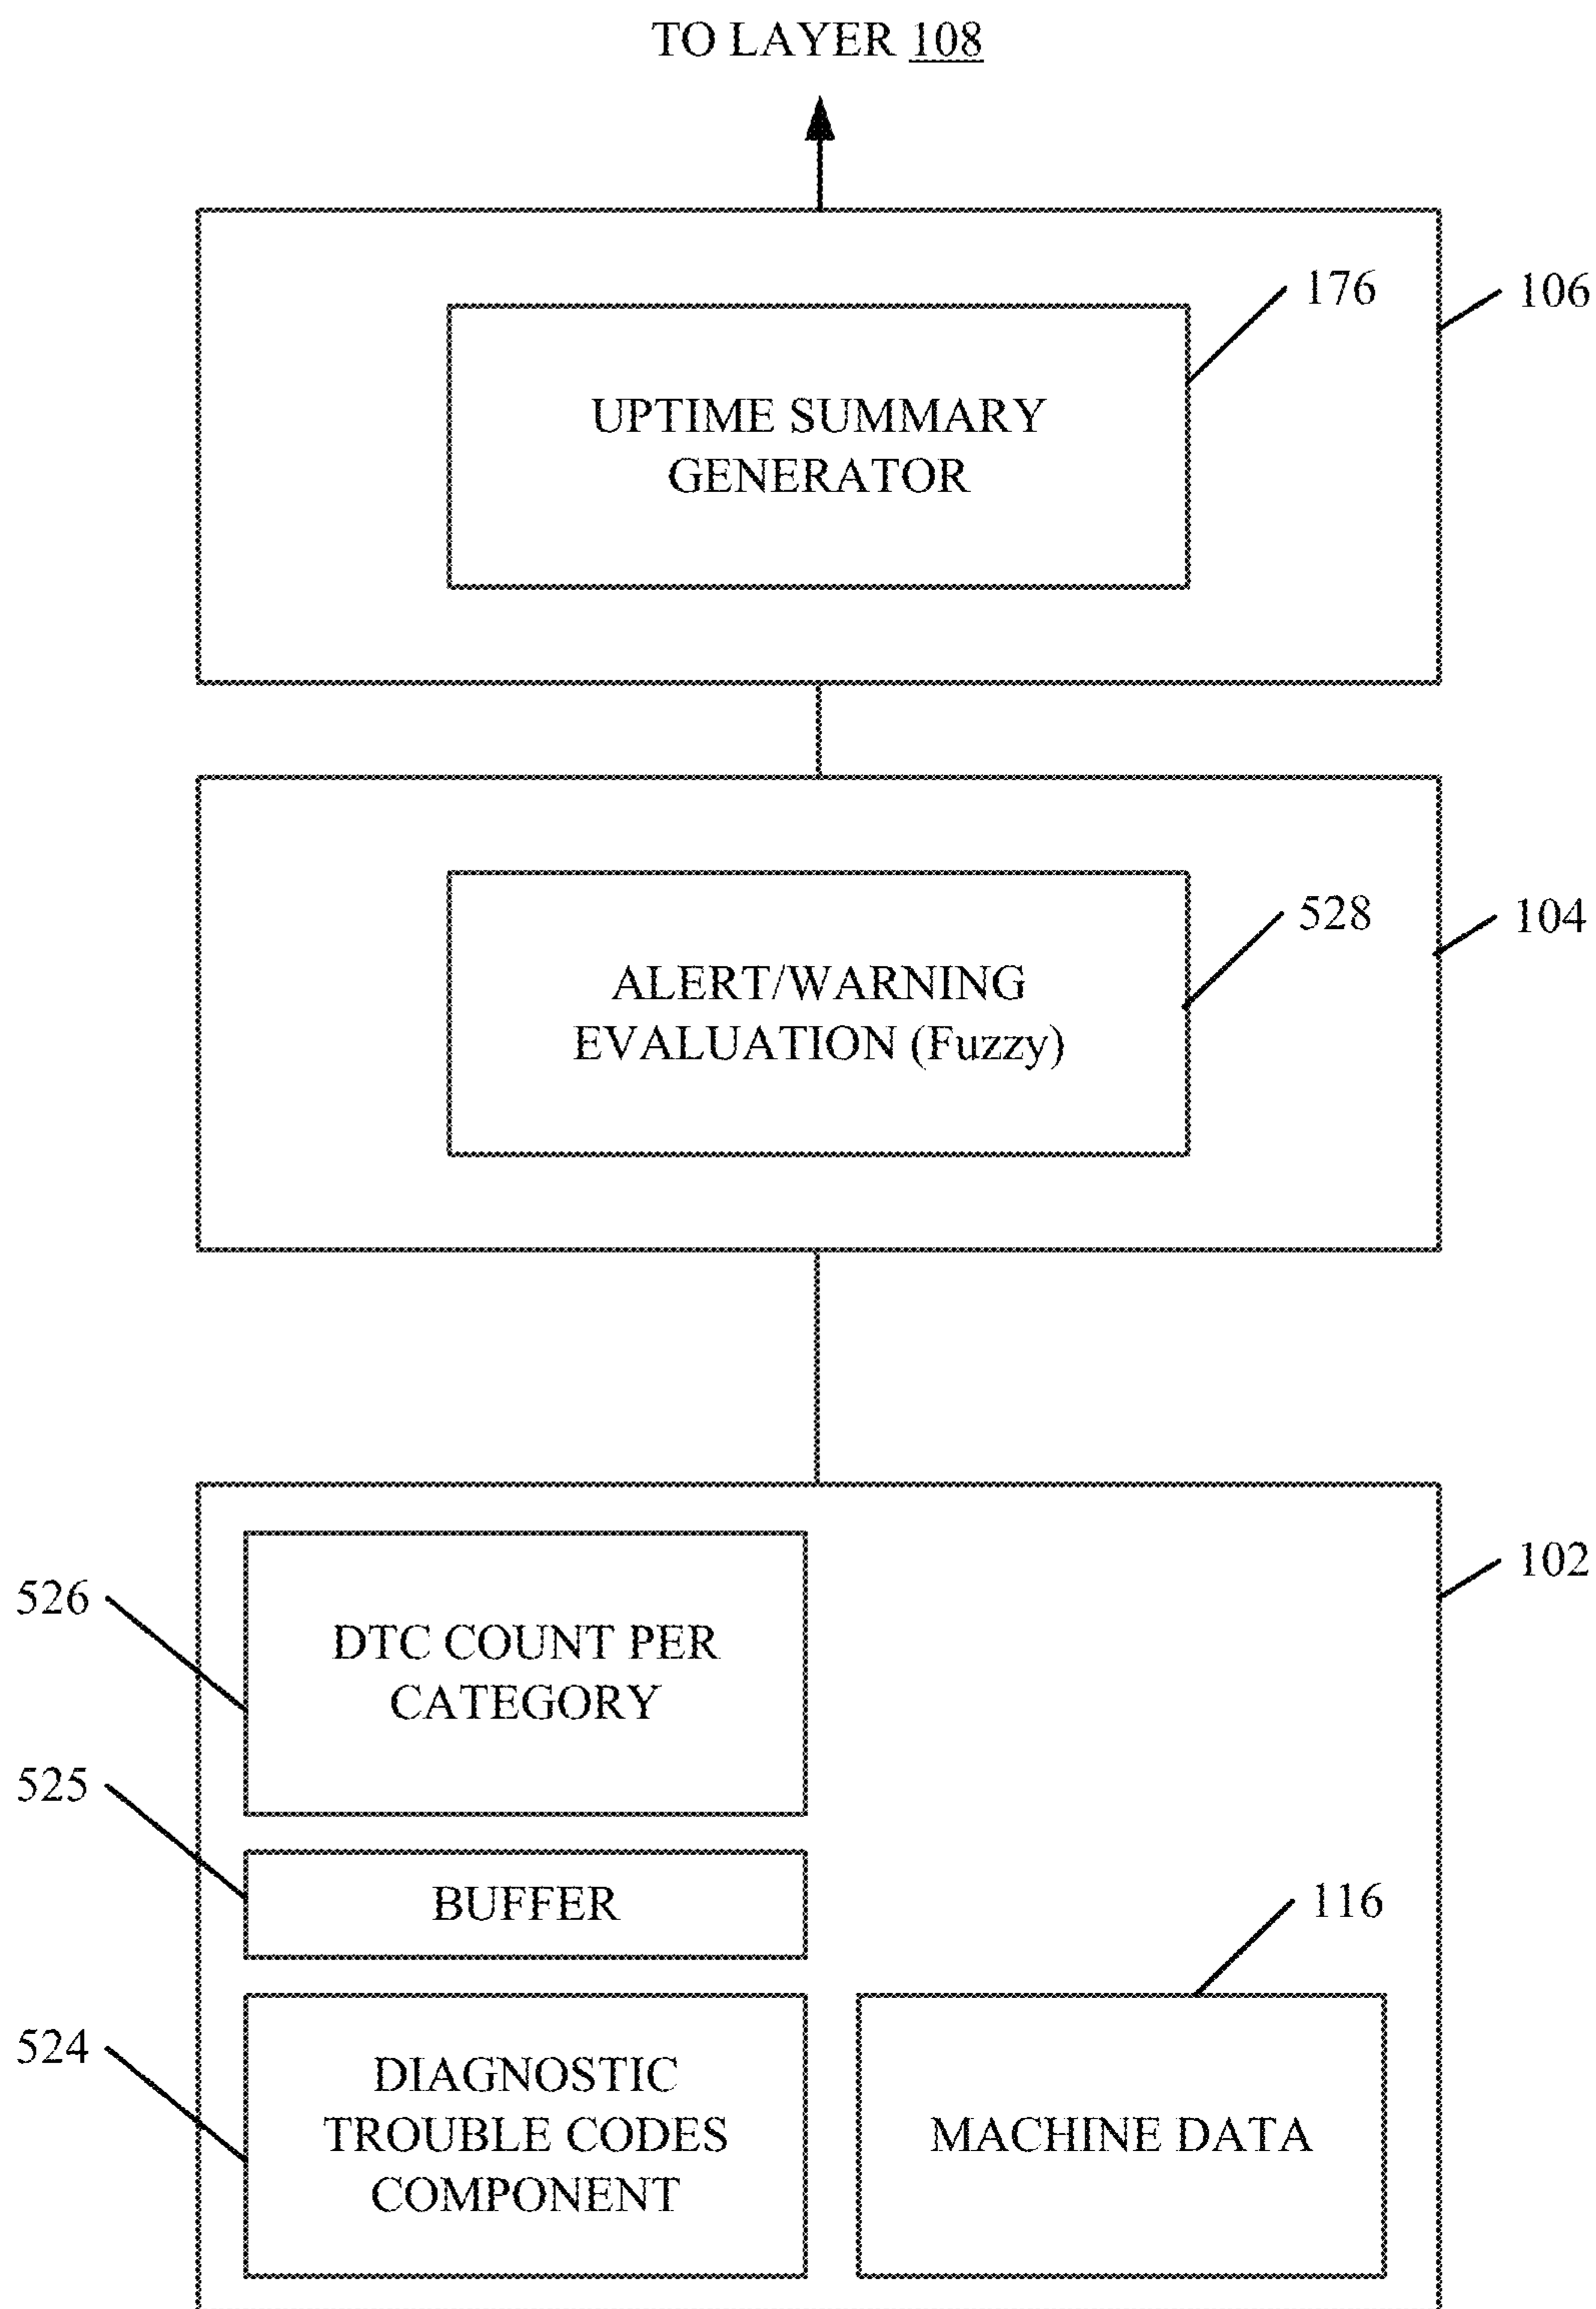 TO LAYER 108
176
106
UPTIME SUMMARY
GENERATOR
528
104
ALERT/WARNING
EVALUATION (Fuzzy)
102
526
DTC COUNT PER
CATEGORY
525
BUFFER
116
524
DIAGNOSTIC
TROUBLE CODES
COMPONENT
MACHINE DATA